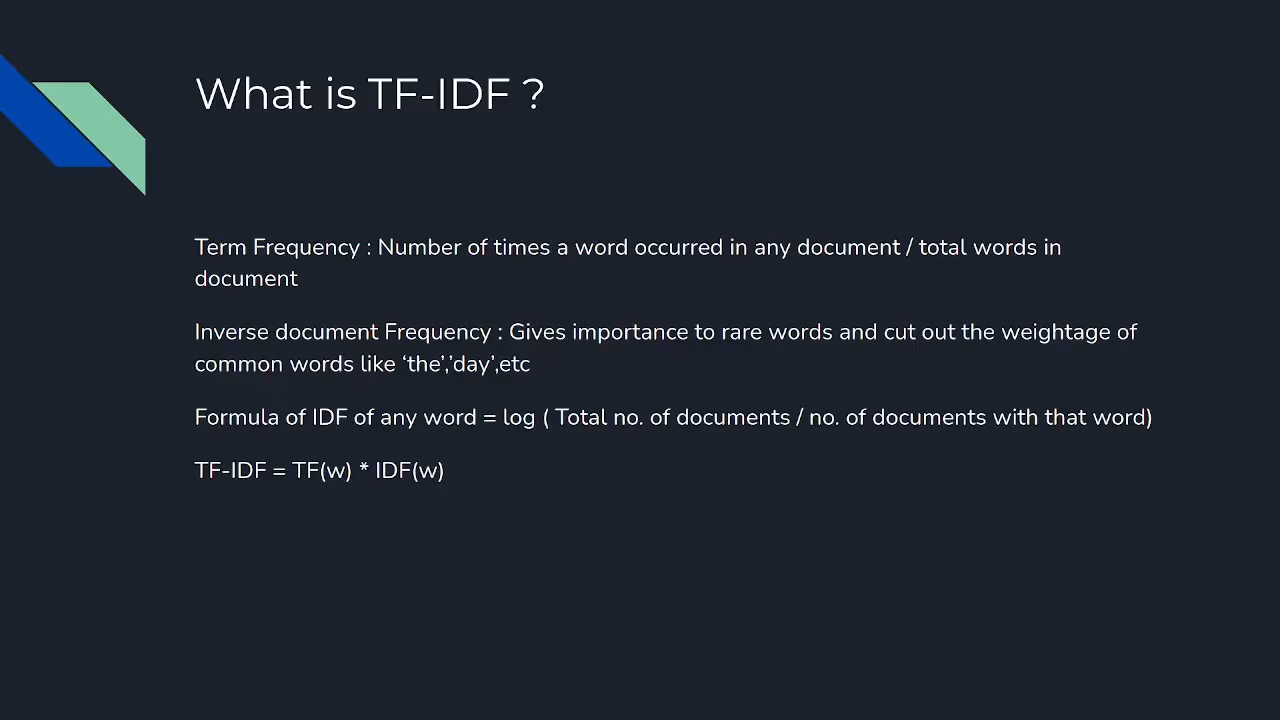 What is TF-IDF ?
Term Frequency : Number of times a word occurred in any document / total words in
document
Inverse document Frequency : Gives importance to rare words and cut out the weightage of
common words like ‘the’,’day’,etc
Formula of IDF of any word = log ( Total no. of documents / no. of documents with that word)
TF-IDF = TF(w) * IDF(w)